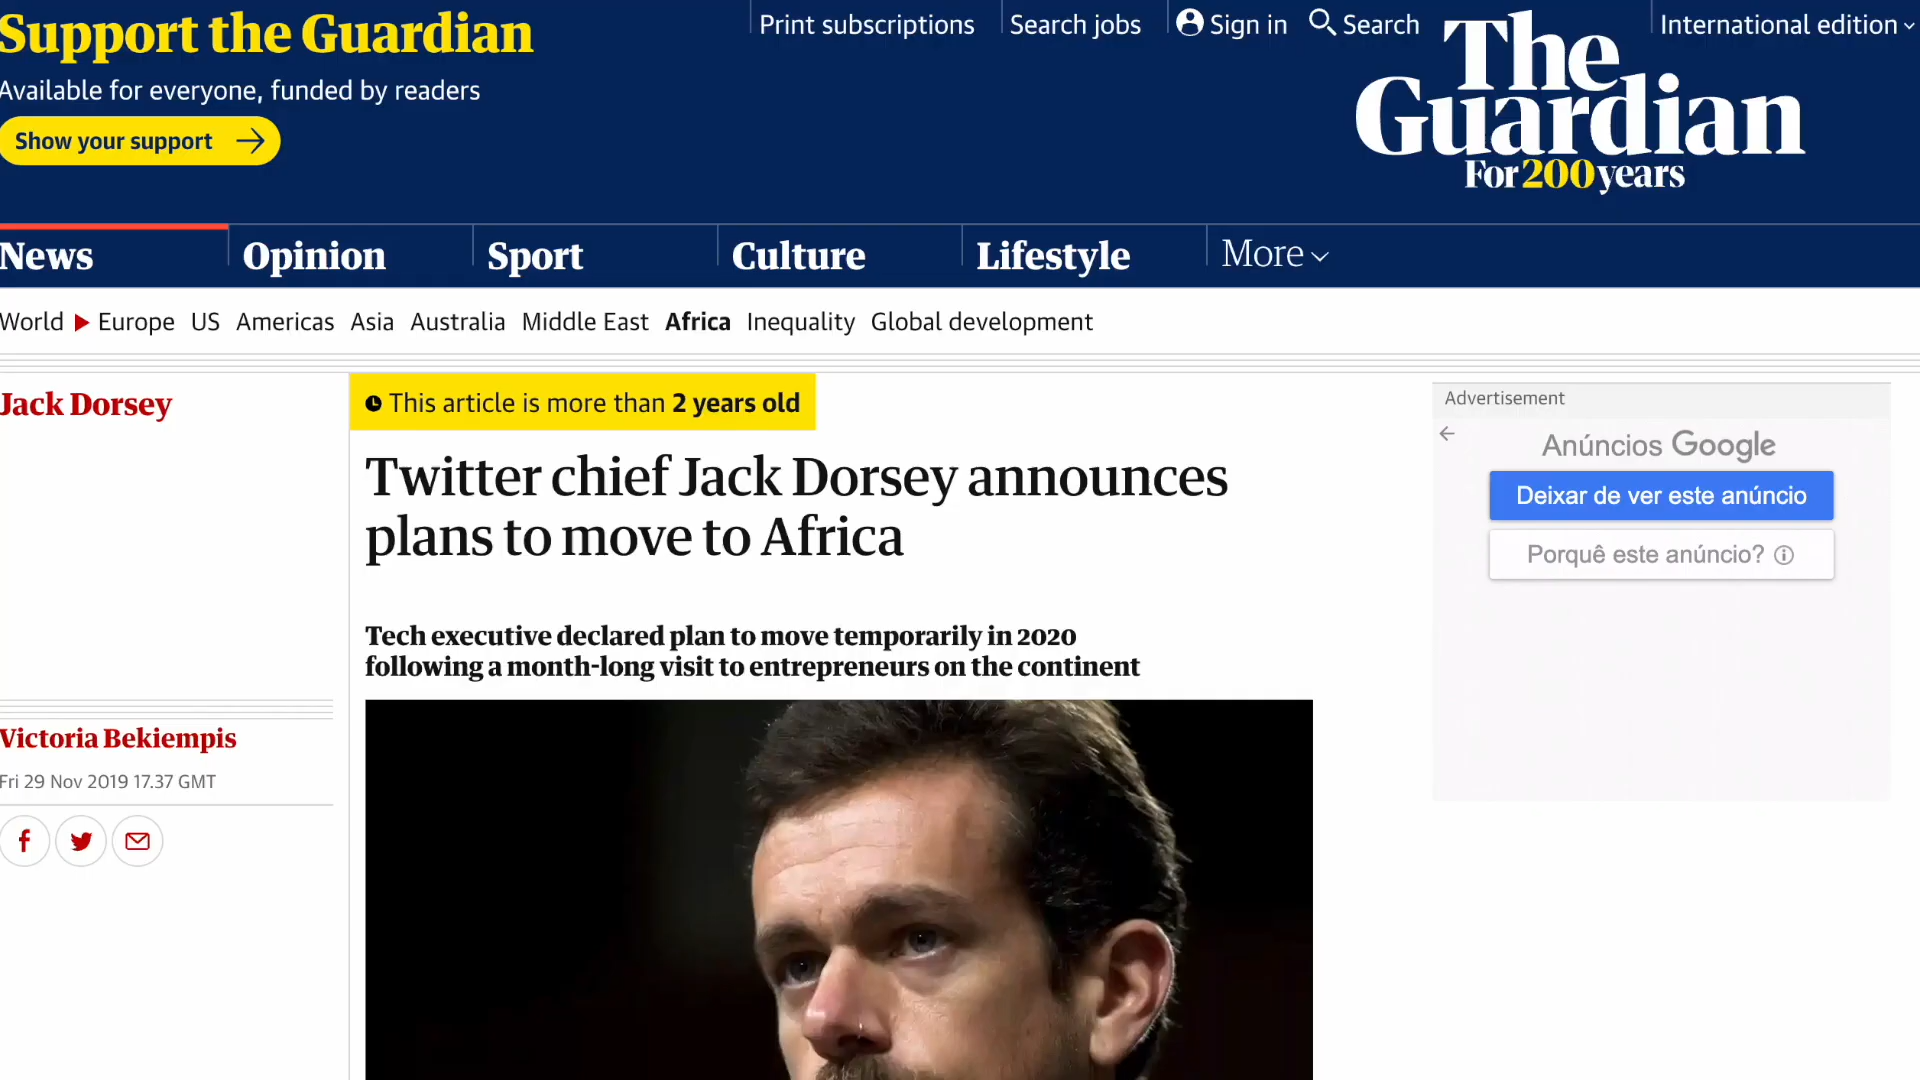 Support the Guardian
Available for everyone, funded by readers
Show your support
Print subscriptions
Search jobs
Sign in
Search
International edition
The
Guardian
For 200 years
News
Opinion
Sport
Culture
Lifestyle
More
World Europe US Americas Asia Australia Middle East Africa Inequality Global development
Jack Dorsey
This article is more than 2 years old
Twitter chief Jack Dorsey announces
plans to move to Africa
Tech executive declared plan to move temporarily in 2020
following a month-long visit to entrepreneurs on the continent
Victoria Bekiempis
Fri 29 Nov 2019 17.37 GMT
Advertisement
Anúncios Google
Deixar de ver este anúncio
Porquê este anúncio?